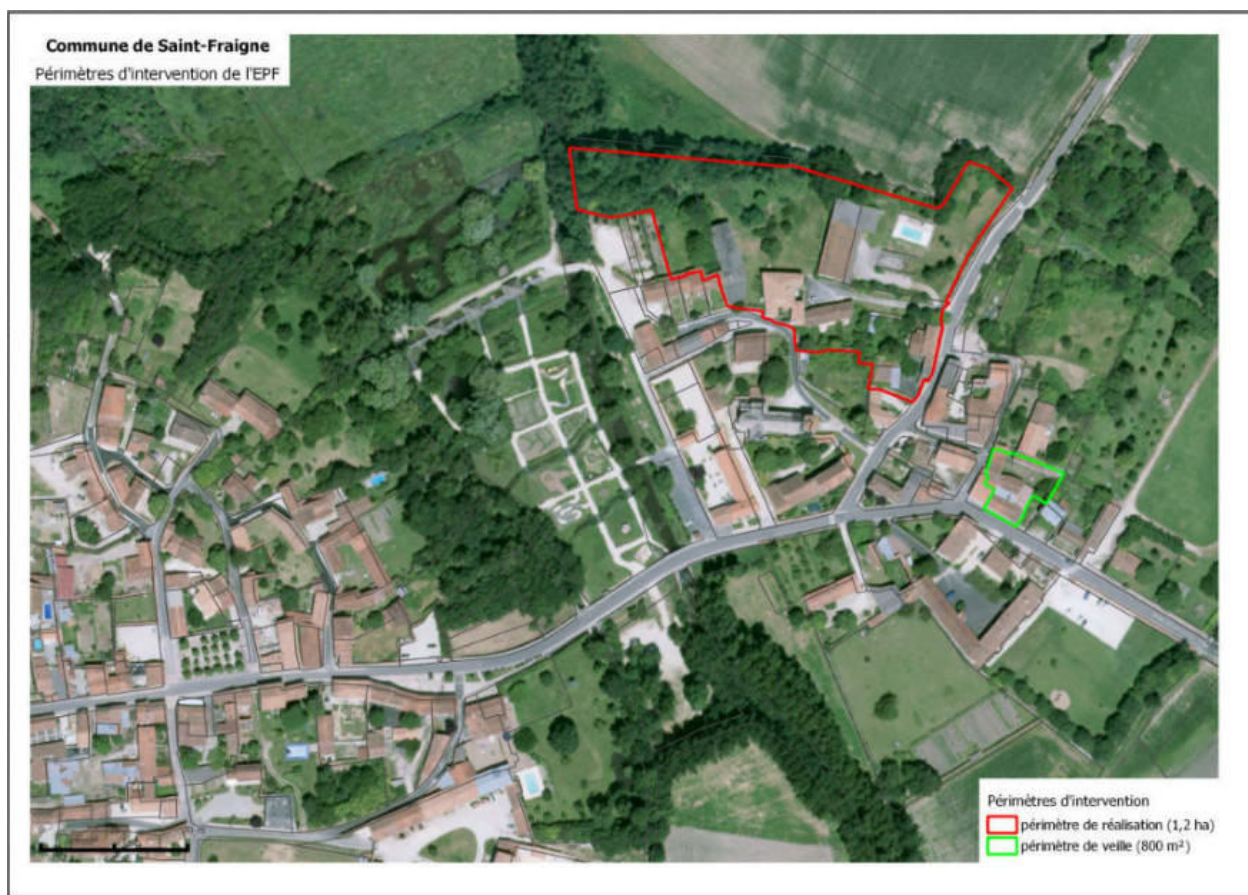 Commune de Saint-Fraigne
Périmètres d'intervention de l'EPF
Périmètres d'intervention
périmètre de réalisation (1,2 ha)
périmètre de veille (800 m²)